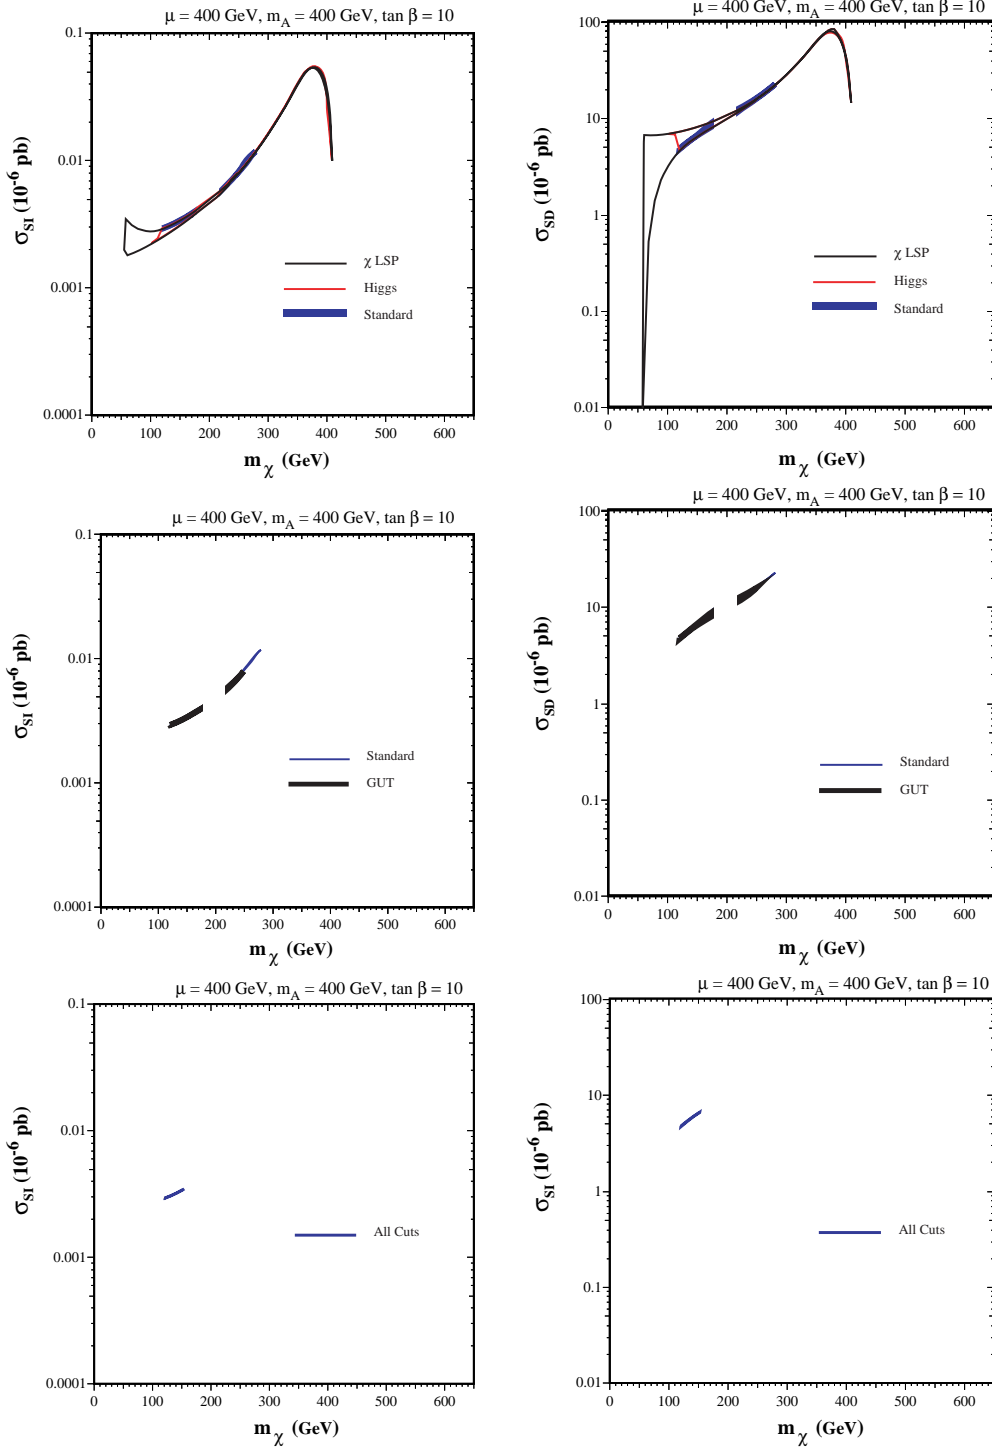 μ = 400 GeV, m_A = 400 GeV, tan β = 10
0.1
0.01
0.001
0.0001
σ_SI (10^-6 pb)
χ LSP
Higgs
Standard
0 100 200 300 400 500 600
m_χ (GeV)
μ = 400 GeV, m_A = 400 GeV, tan β = 10
100
10
1
0.1
0.01
σ_SD (10^-6 pb)
χ LSP
Higgs
Standard
0 100 200 300 400 500 600
m_χ (GeV)
μ = 400 GeV, m_A = 400 GeV, tan β = 10
0.1
0.01
0.001
0.0001
σ_SI (10^-6 pb)
Standard
GUT
0 100 200 300 400 500 600
m_χ (GeV)
μ = 400 GeV, m_A = 400 GeV, tan β = 10
100
10
1
0.1
0.01
σ_SD (10^-6 pb)
Standard
GUT
0 100 200 300 400 500 600
m_χ (GeV)
μ = 400 GeV, m_A = 400 GeV, tan β = 10
0.1
0.01
0.001
0.0001
σ_SI (10^-6 pb)
All Cuts
0 100 200 300 400 500 600
m_χ (GeV)
μ = 400 GeV, m_A = 400 GeV, tan β = 10
100
10
1
0.1
0.01
σ_SI (10^-6 pb)
All Cuts
0 100 200 300 400 500 600
m_χ (GeV)